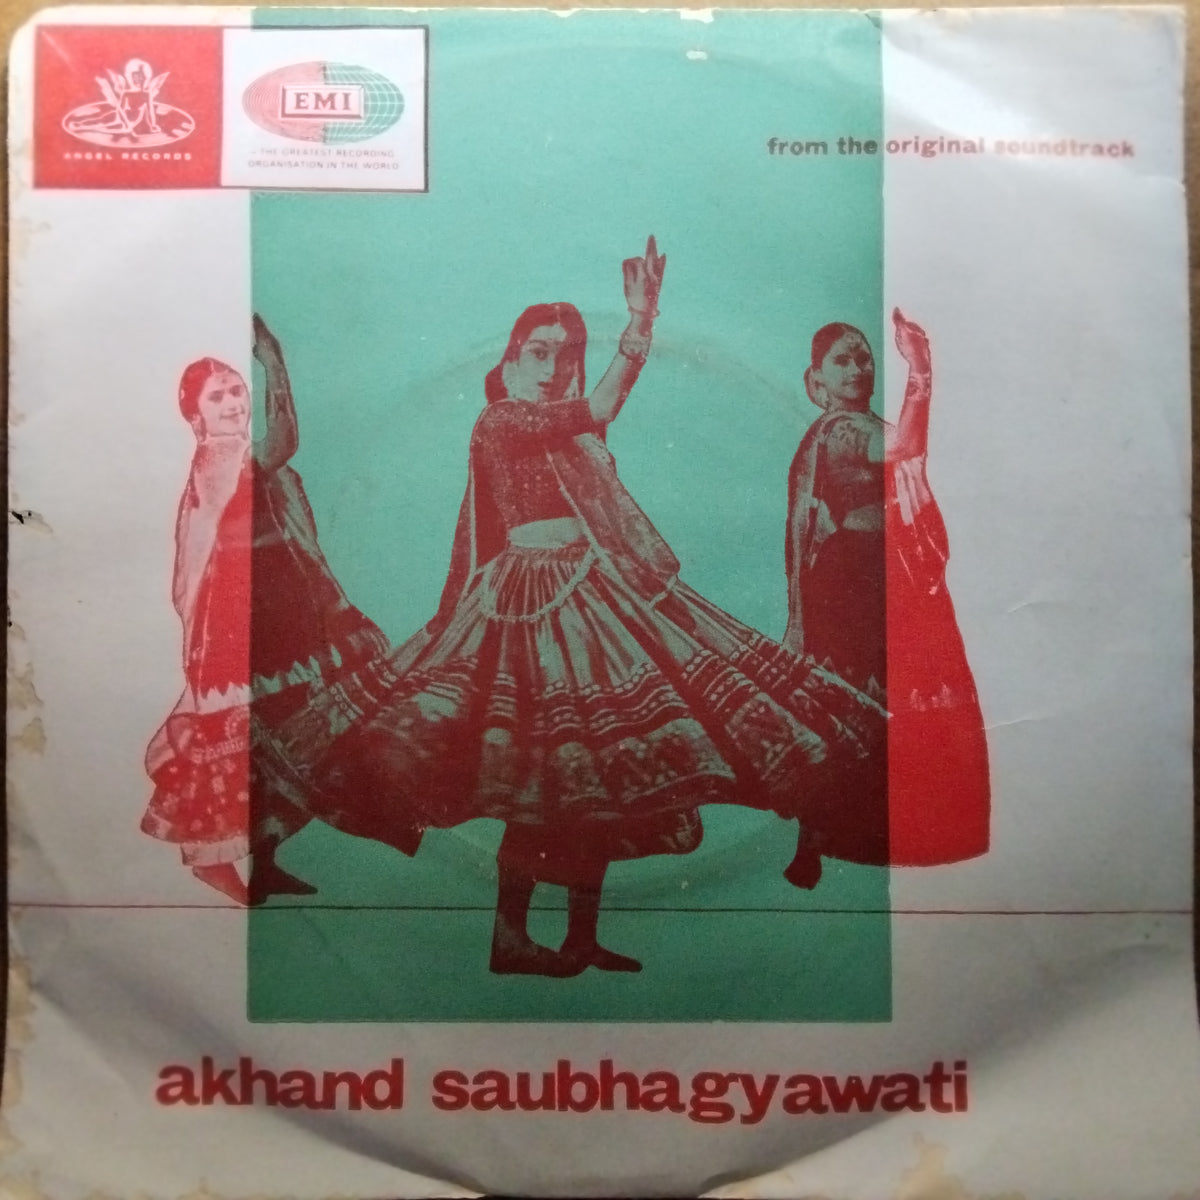 ANGEL RECORDS
EMI
– THE GREATEST RECORDING
ORGANISATION IN THE WORLD
from the original soundtrack
akhand saubhagyawati